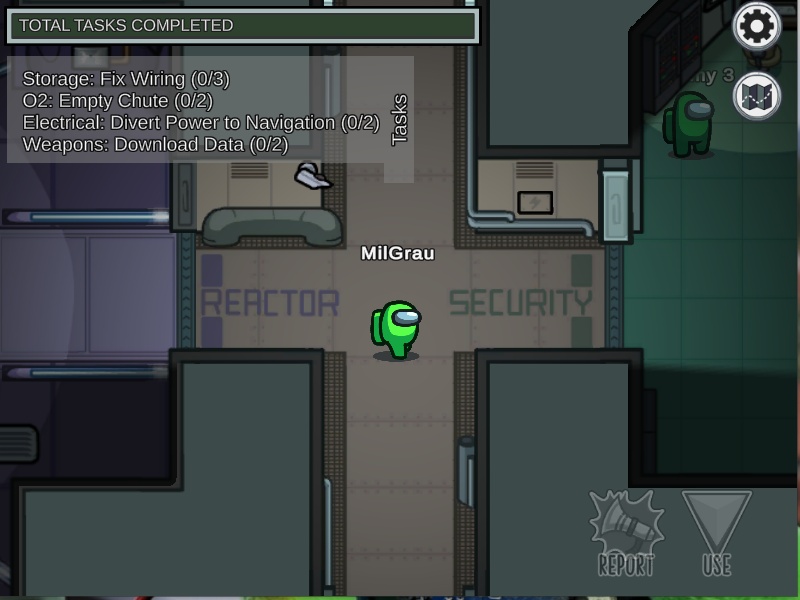 TOTAL TASKS COMPLETED
Storage: Fix Wiring (0/3)
O2: Empty Chute (0/2)
Electrical: Divert Power to Navigation (0/2)
Weapons: Download Data (0/2)
Tasks
MilGrau
REACTOR
SECURITY
REPORT
USE